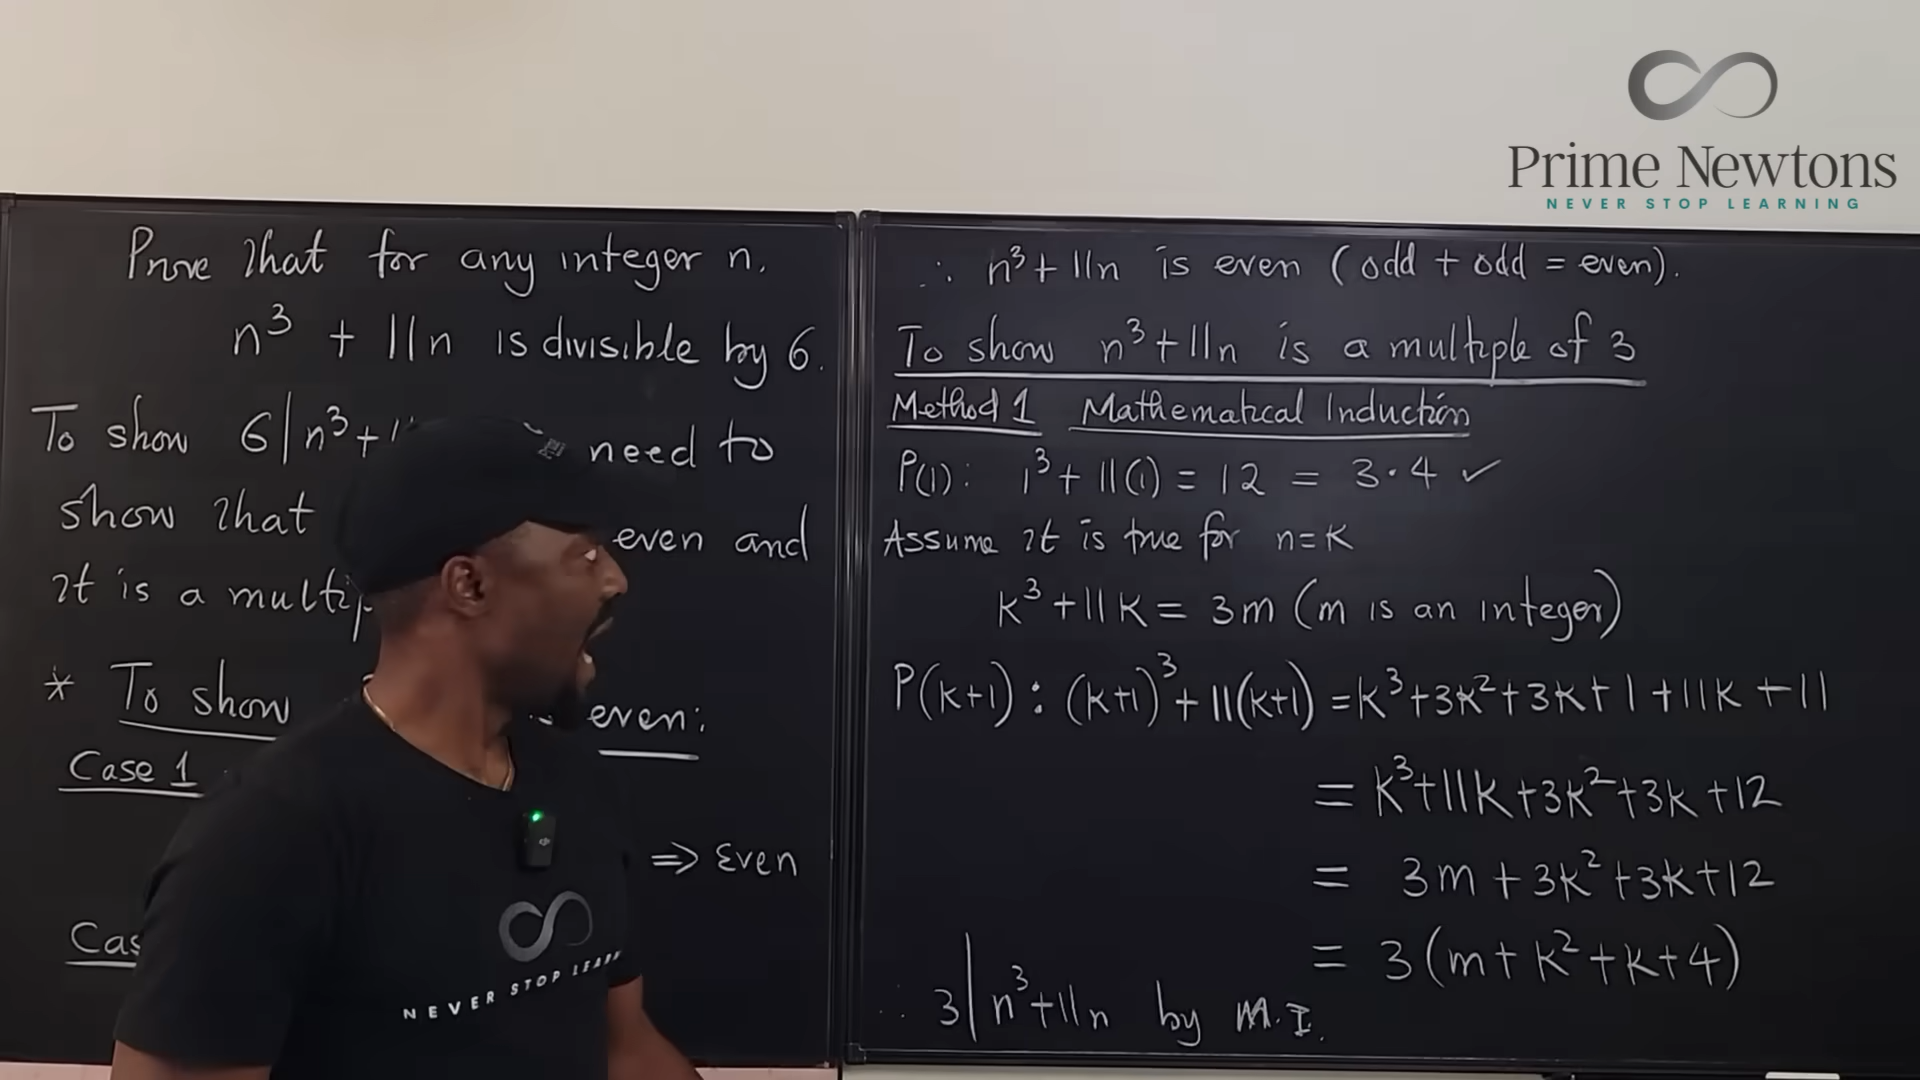 Prime Newtons
NEVER STOP LEARNING
Prove that for any integer n.
n³ + 11n is divisible by 6.
To show 6|n³+ need to
show that even and
it is a
* To show even:
Case 1
⇒ Even
∴ n³+11n is even (odd + odd = even).
To show n³+11n is a multiple of 3
Method 1 Mathematical Induction
P(1): 1³ + 11(1) = 12 = 3·4 ✓
Assume it is true for n=k
k³+11k = 3m (m is an integer)
P(k+1) : (k+1)³+11(k+1) = k³+3k²+3k+1+11k+11
= k³+11k+3k²+3k+12
= 3m+3k²+3k+12
= 3(m+k²+k+4)
∴ 3|n³+11n by M.I.
NEVER STOP